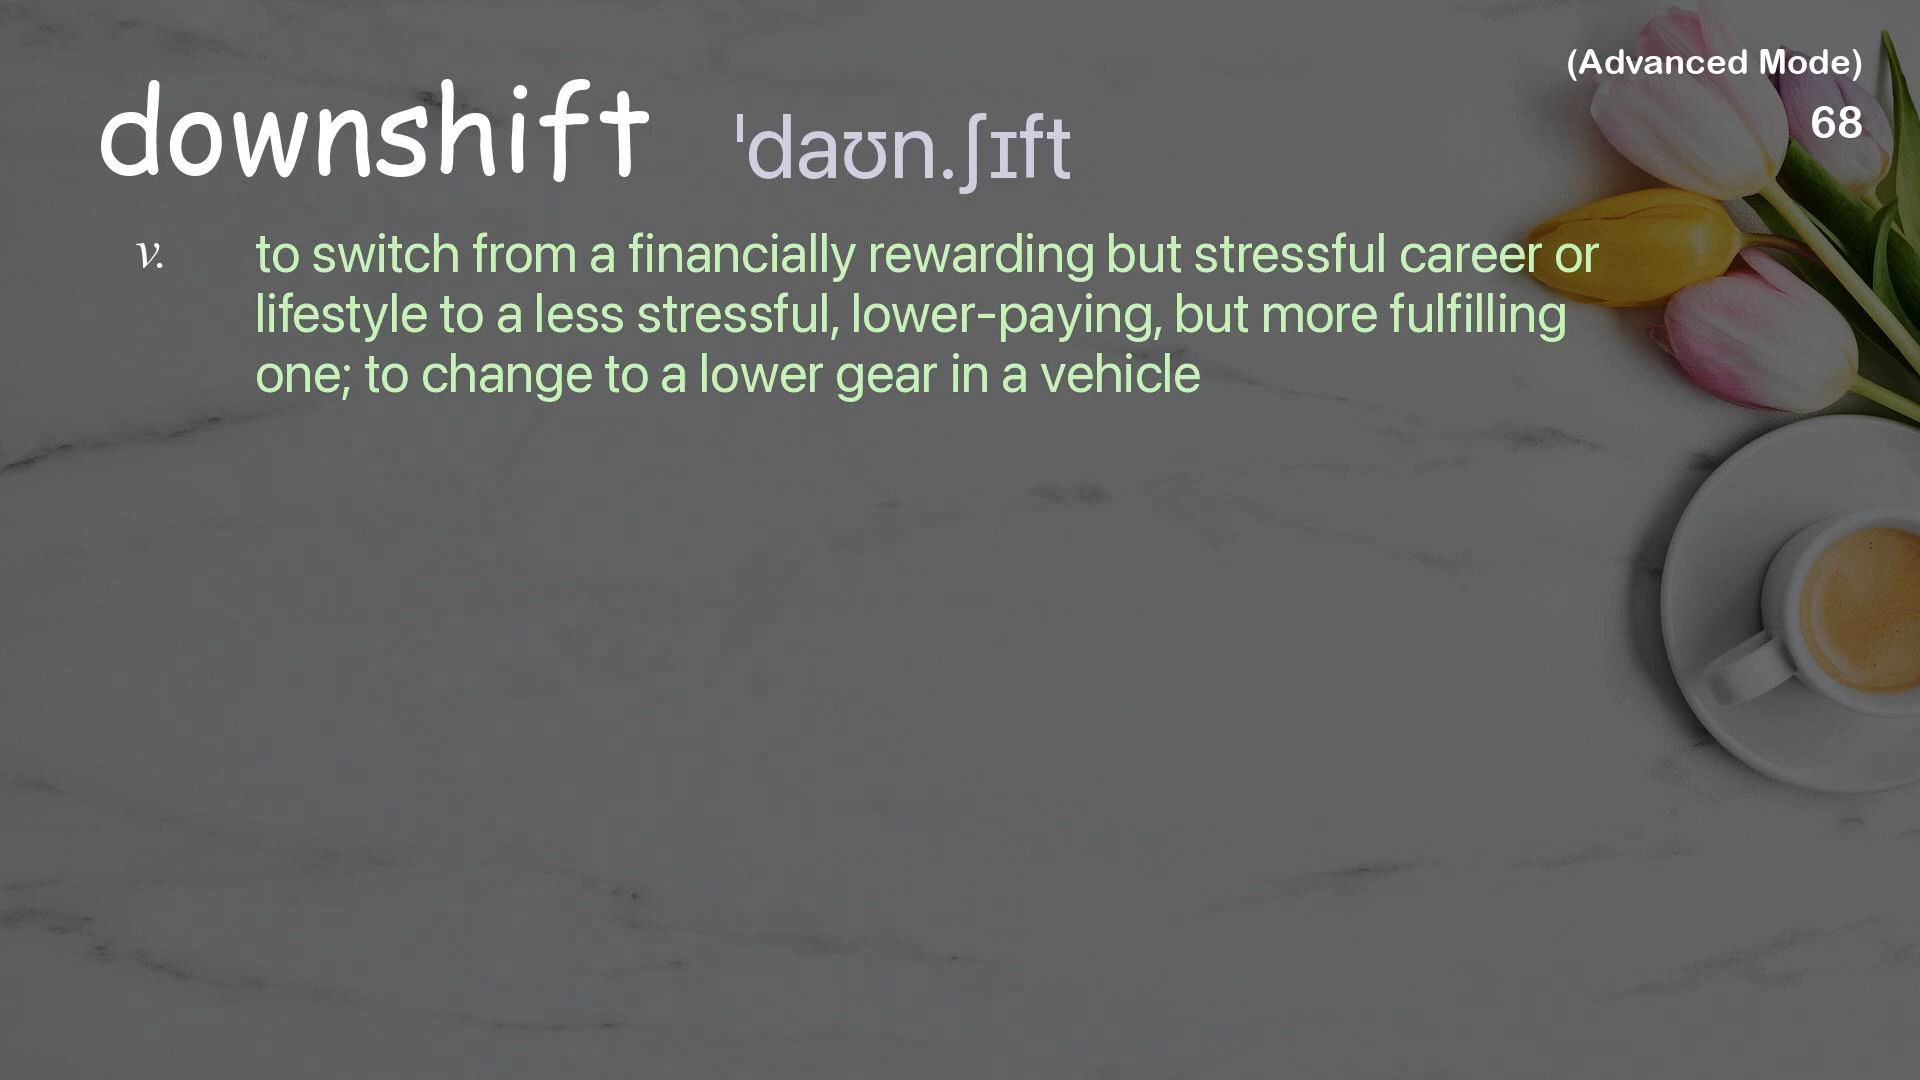 (Advanced Mode)
68
downshift ˈdaʊn.ʃɪft
v. to switch from a financially rewarding but stressful career or
lifestyle to a less stressful, lower-paying, but more fulfilling
one; to change to a lower gear in a vehicle